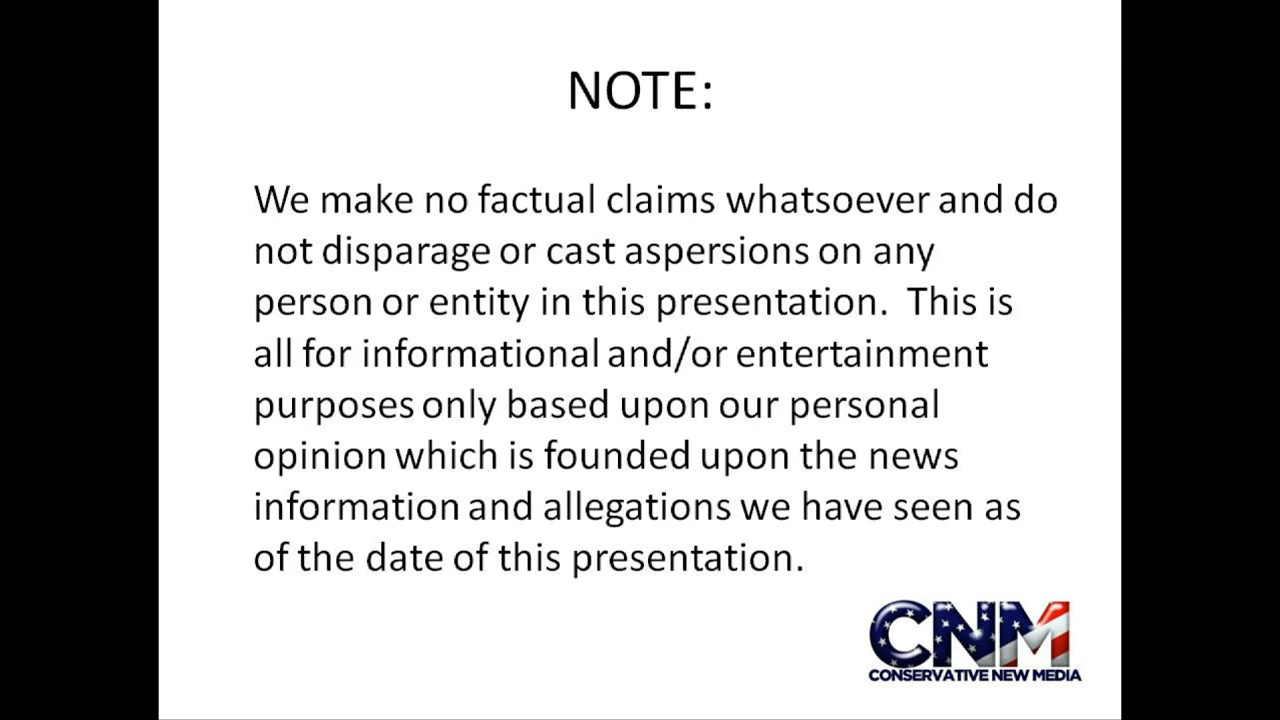 NOTE:
We make no factual claims whatsoever and do
not disparage or cast aspersions on any
person or entity in this presentation.  This is
all for informational and/or entertainment
purposes only based upon our personal
opinion which is founded upon the news
information and allegations we have seen as
of the date of this presentation.
CNM
CONSERVATIVE NEW MEDIA